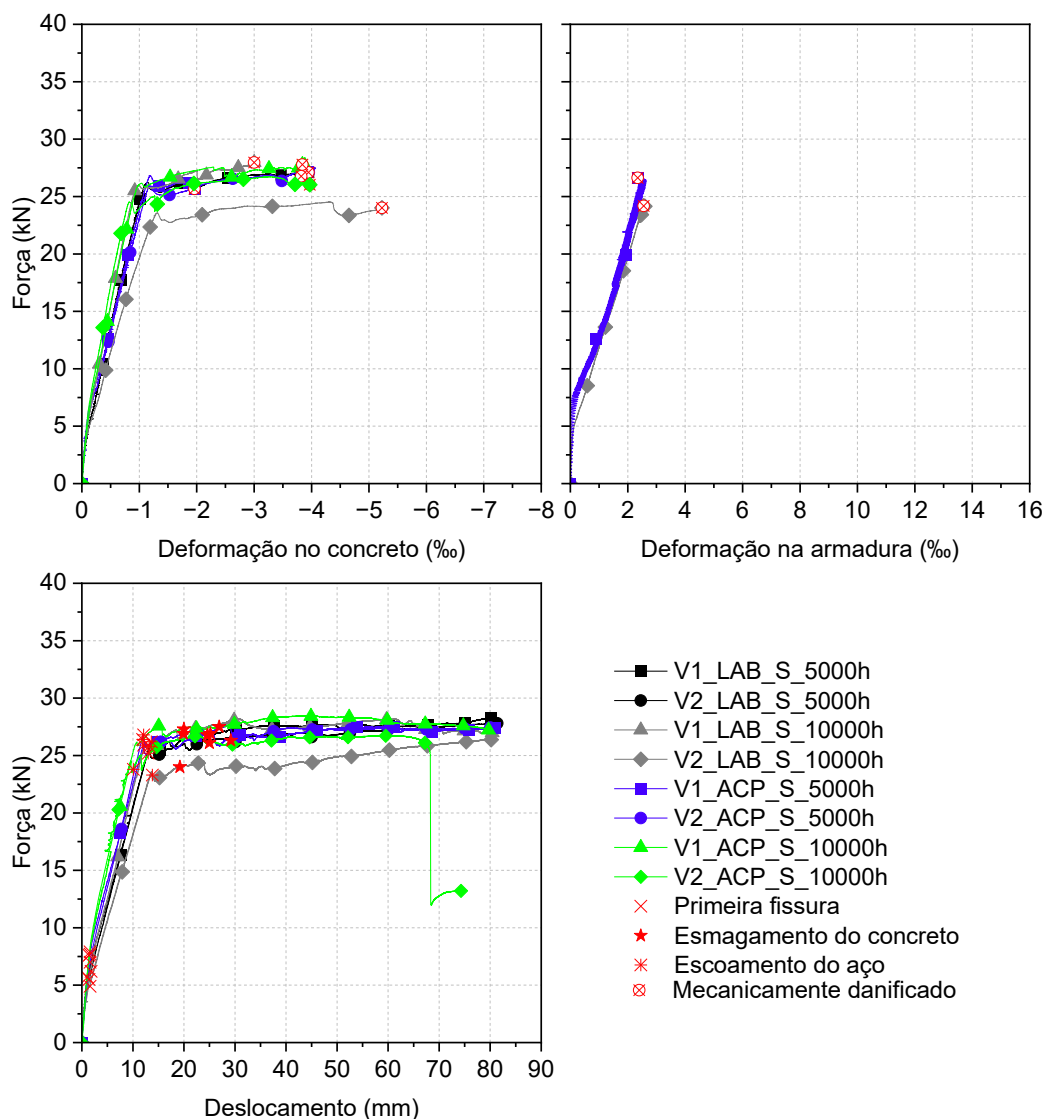 40
35
30
25
20
15
10
5
0
Força (kN)
0 −1 −2 −3 −4 −5 −6 −7 −8
Deformação no concreto (‰)
0 2 4 6 8 10 12 14 16
Deformação na armadura (‰)
40
35
30
25
20
15
10
5
0
Força (kN)
0 10 20 30 40 50 60 70 80 90
Deslocamento (mm)
V1_LAB_S_5000h
V2_LAB_S_5000h
V1_LAB_S_10000h
V2_LAB_S_10000h
V1_ACP_S_5000h
V2_ACP_S_5000h
V1_ACP_S_10000h
V2_ACP_S_10000h
Primeira fissura
Esmagamento do concreto
Escoamento do aço
Mecanicamente danificado